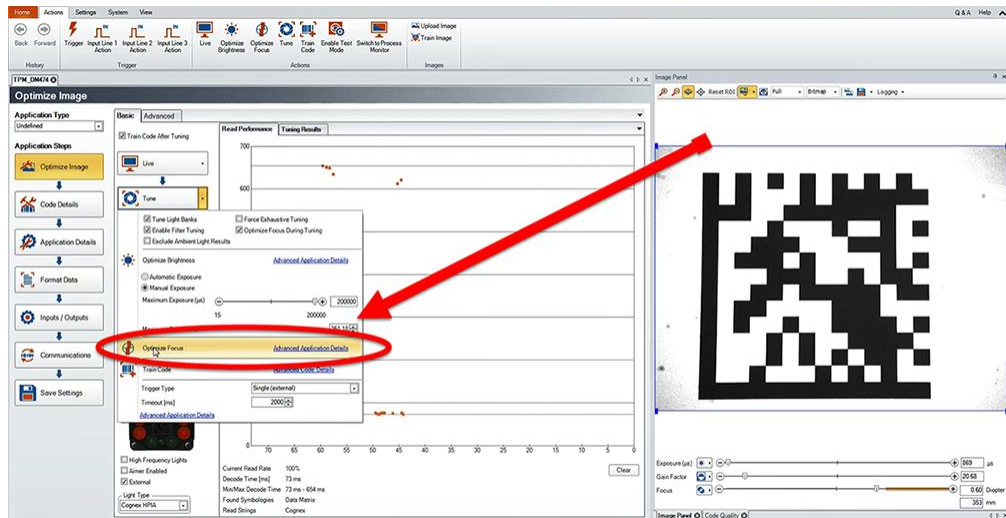 Home Actions Settings System View Q & A Help
Back Forward Trigger Input Line 1 Action Input Line 2 Action Input Line 3 Action Live Optimize Brightness Optimize Focus Tune Train Code Enable Test Mode Switch to Process Monitor Upload Image
Train Image
History Trigger Actions Images
TPM_DM474 Image Panel
Optimize Image
Reset ROI Full Bitmap Logging
Application Type
Undefined
Basic Advanced
Train Code After Tuning
Read Performance Tuning Results
Application Steps
Optimize Image
Code Details
Application Details
Format Data
Inputs / Outputs
Communications
Save Settings
Live
Tune
Tune Light Banks Force Exhaustive Tuning
Enable Filter Tuning Optimize Focus During Tuning
Exclude Ambient Light Results
Optimize Brightness Advanced Application Details
Automatic Exposure
Manual Exposure
Maximum Exposure (µs) 200000
15 200000
Optimize Focus Advanced Application Details
Train Code Advanced Code Details
Trigger Type Single (external)
Timeout [ms] 2000
Advanced Application Details
High Frequency Lights
Aimer Enabled
External
Light Type
Cognex HPIA
700
600
0
70 65 60 55 50 45 40 35 30 25 20 15 10 5 0
Current Read Rate 100%
Decode Time [ms] 73 ms
Min/Max Decode Time 73 ms - 654 ms
Found Symbologies Data Matrix
Read Strings Cognex
Clear
Exposure (µs) 869 µs
Gain Factor 20.68
Focus 0.60 Diopter
353 mm
Image Panel Code Quality